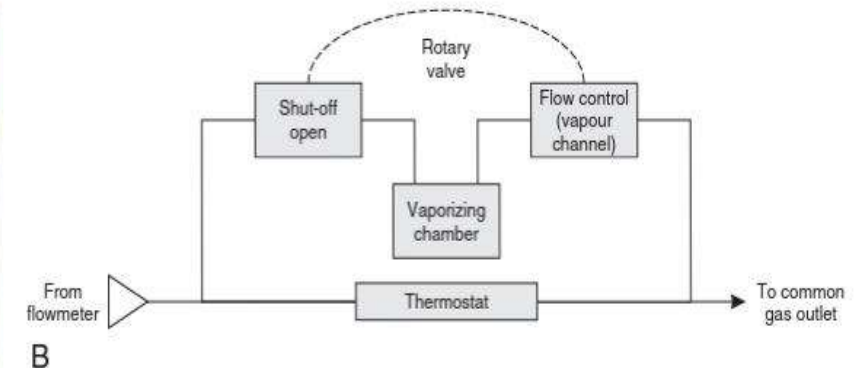 Rotary
valve
Shut-off
open
Flow control
(vapour
channel)
Vaporizing
chamber
From
flowmeter
Thermostat
To common
gas outlet
B